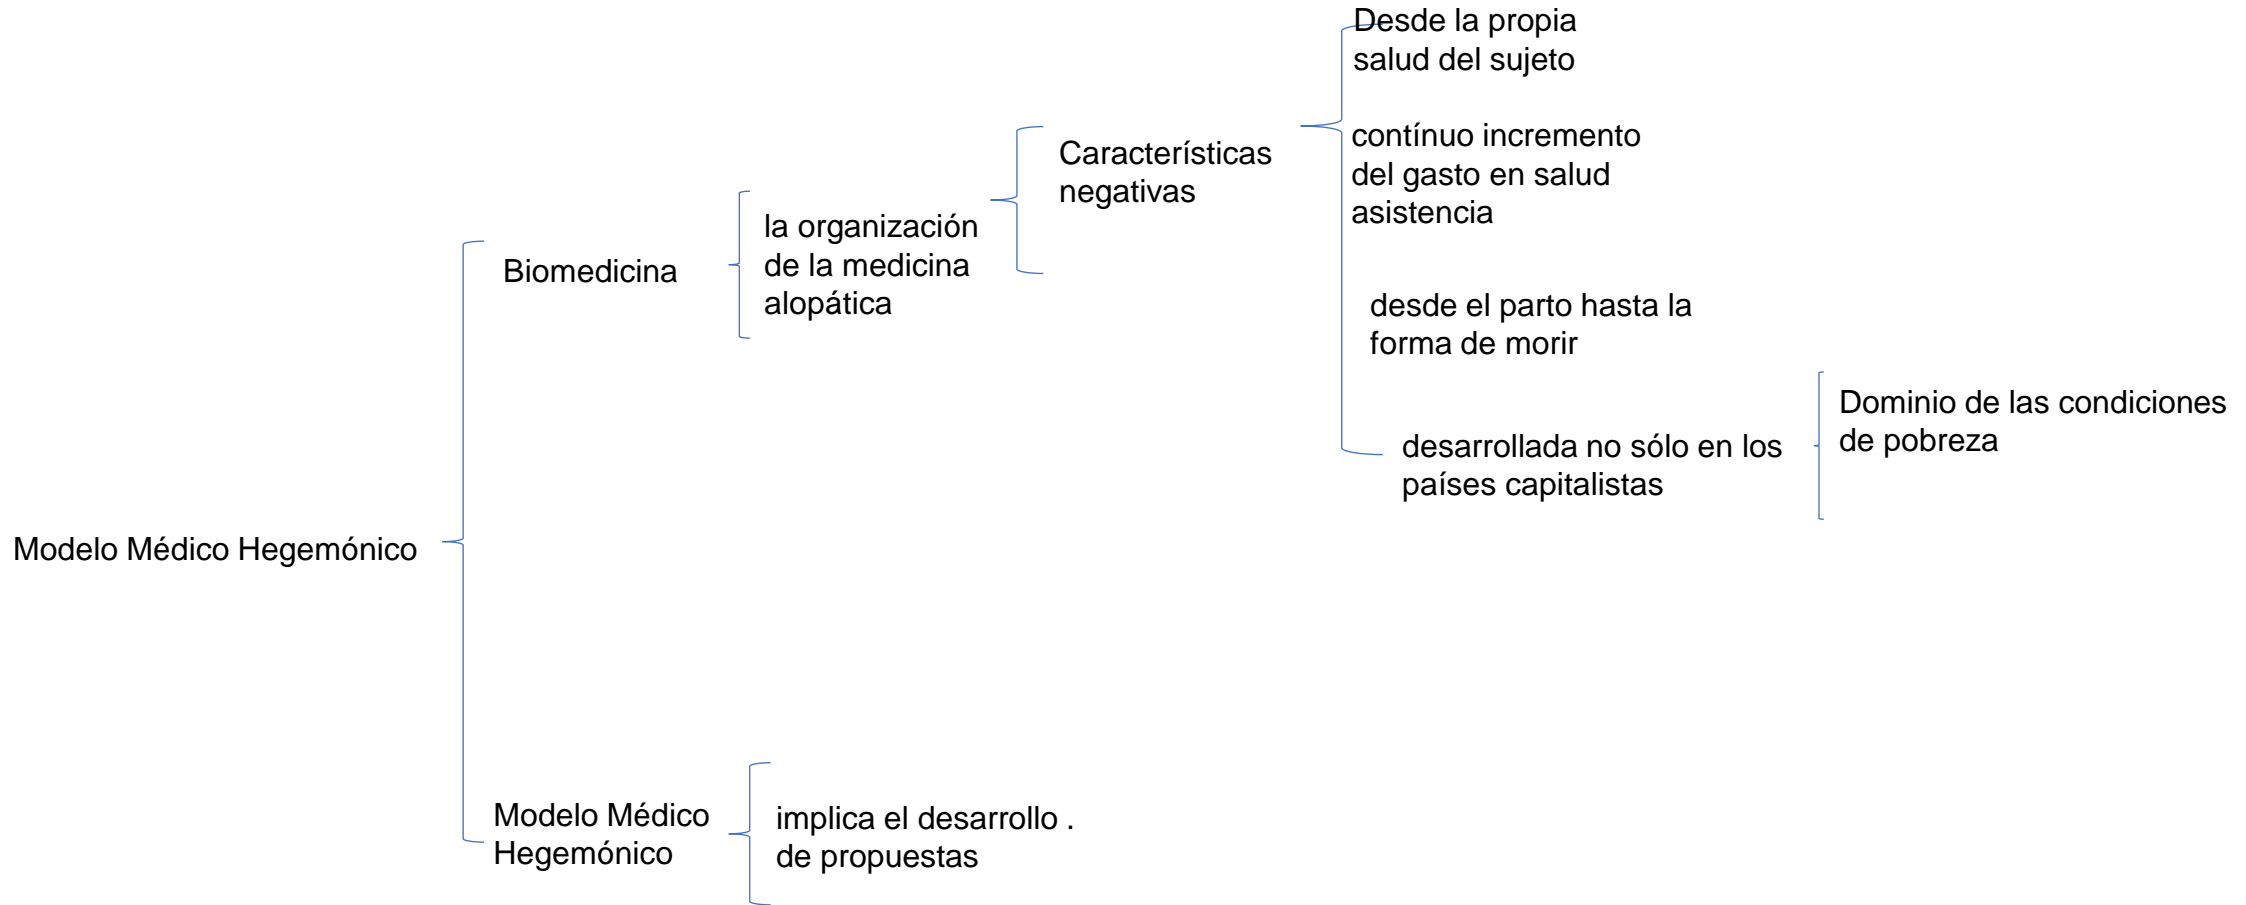 Modelo Médico Hegemónico
Biomedicina
la organización
de la medicina
alopática
Características
negativas
Desde la propia
salud del sujeto
contínuo incremento
del gasto en salud
asistencia
desde el parto hasta la
forma de morir
desarrollada no sólo en los
países capitalistas
Dominio de las condiciones
de pobreza
Modelo Médico
Hegemónico
implica el desarrollo .
de propuestas